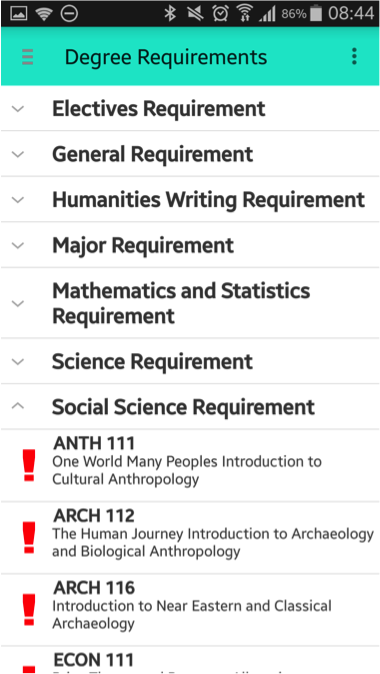 86% 08:44
Degree Requirements
Electives Requirement
General Requirement
Humanities Writing Requirement
Major Requirement
Mathematics and Statistics
Requirement
Science Requirement
Social Science Requirement
ANTH 111
One World Many Peoples Introduction to
Cultural Anthropology
ARCH 112
The Human Journey Introduction to Archaeology
and Biological Anthropology
ARCH 116
Introduction to Near Eastern and Classical
Archaeology
ECON 111